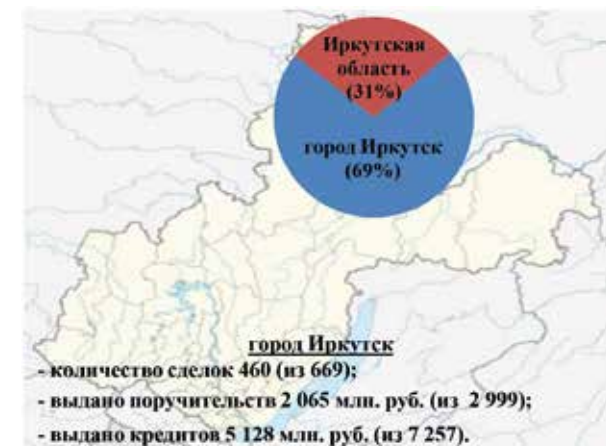 Иркутская
область
(31%)
город Иркутск
(69%)
город Иркутск
- количество сделок 460 (из 669);
- выдано поручительств 2 065 млн. руб. (из 2 999);
- выдано кредитов 5 128 млн. руб. (из 7 257).